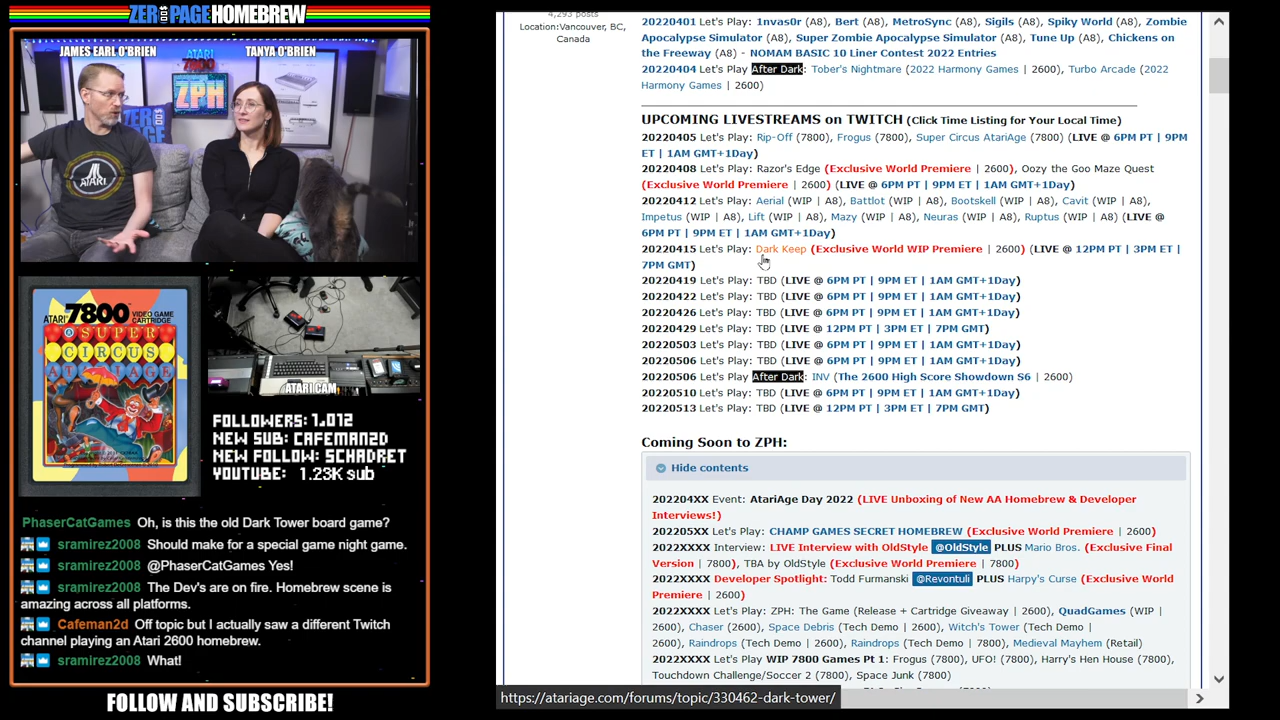 ZERO PAGE HOMEBREW
JAMES EARL O'BRIEN
TANYA O'BRIEN
ATARI
ZPH
ATARI
ATARI 7800 VIDEO GAME CARTRIDGE
SUPER
CIRCUS
ATARIAGE
ATARI CAM
FOLLOWERS: 1,012
NEW SUB: CAFEMAN2D
NEW FOLLOW: SCHADRET
YOUTUBE: 1.23K sub
PhaserCatGames Oh, is this the old Dark Tower board game?
sramirez2008 Should make for a special game night game.
sramirez2008 @PhaserCatGames Yes!
sramirez2008 The Dev's are on fire. Homebrew scene is
amazing across all platforms.
Cafeman2d Off topic but I actually saw a different Twitch
channel playing an Atari 2600 homebrew.
sramirez2008 What!
FOLLOW AND SUBSCRIBE!
4,293 posts
Location:Vancouver, BC,
Canada
20220401 Let's Play: 1nvas0r (A8), Bert (A8), MetroSync (A8), Sigils (A8), Spiky World (A8), Zombie
Apocalypse Simulator (A8), Super Zombie Apocalypse Simulator (A8), Tune Up (A8), Chickens on
the Freeway (A8) - NOMAM BASIC 10 Liner Contest 2022 Entries
20220404 Let's Play After Dark: Tober's Nightmare (2022 Harmony Games | 2600), Turbo Arcade (2022
Harmony Games | 2600)
UPCOMING LIVESTREAMS on TWITCH (Click Time Listing for Your Local Time)
20220405 Let's Play: Rip-Off (7800), Frogus (7800), Super Circus AtariAge (7800) (LIVE @ 6PM PT | 9PM
ET | 1AM GMT+1Day)
20220408 Let's Play: Razor's Edge (Exclusive World Premiere | 2600), Oozy the Goo Maze Quest
(Exclusive World Premiere | 2600) (LIVE @ 6PM PT | 9PM ET | 1AM GMT+1Day)
20220412 Let's Play: Aerial (WIP | A8), Battlot (WIP | A8), Bootskell (WIP | A8), Cavit (WIP | A8),
Impetus (WIP | A8), Lift (WIP | A8), Mazy (WIP | A8), Neuras (WIP | A8), Ruptus (WIP | A8) (LIVE @
6PM PT | 9PM ET | 1AM GMT+1Day)
20220415 Let's Play: Dark Keep (Exclusive World WIP Premiere | 2600) (LIVE @ 12PM PT | 3PM ET |
7PM GMT)
20220419 Let's Play: TBD (LIVE @ 6PM PT | 9PM ET | 1AM GMT+1Day)
20220422 Let's Play: TBD (LIVE @ 6PM PT | 9PM ET | 1AM GMT+1Day)
20220426 Let's Play: TBD (LIVE @ 6PM PT | 9PM ET | 1AM GMT+1Day)
20220429 Let's Play: TBD (LIVE @ 12PM PT | 3PM ET | 7PM GMT)
20220503 Let's Play: TBD (LIVE @ 6PM PT | 9PM ET | 1AM GMT+1Day)
20220506 Let's Play: TBD (LIVE @ 6PM PT | 9PM ET | 1AM GMT+1Day)
20220506 Let's Play After Dark: INV (The 2600 High Score Showdown S6 | 2600)
20220510 Let's Play: TBD (LIVE @ 6PM PT | 9PM ET | 1AM GMT+1Day)
20220513 Let's Play: TBD (LIVE @ 12PM PT | 3PM ET | 7PM GMT)
Coming Soon to ZPH:
Hide contents
202204XX Event: AtariAge Day 2022 (LIVE Unboxing of New AA Homebrew & Developer
Interviews!)
202205XX Let's Play: CHAMP GAMES SECRET HOMEBREW (Exclusive World Premiere | 2600)
2022XXXX Interview: LIVE Interview with OldStyle @OldStyle PLUS Mario Bros. (Exclusive Final
Version | 7800), TBA by OldStyle (Exclusive World Premiere | 7800)
2022XXXX Developer Spotlight: Todd Furmanski @Revontuli PLUS Harpy's Curse (Exclusive World
Premiere | 2600)
2022XXXX Let's Play: ZPH: The Game (Release + Cartridge Giveaway | 2600), QuadGames (WIP |
2600), Chaser (2600), Space Debris (Tech Demo | 2600), Witch's Tower (Tech Demo |
2600), Raindrops (Tech Demo | 2600), Raindrops (Tech Demo | 7800), Medieval Mayhem (Retail)
2022XXXX Let's Play WIP 7800 Games Pt 1: Frogus (7800), UFO! (7800), Harry's Hen House (7800),
Touchdown Challenge/Soccer 2 (7800), Space Junk (7800)
https://atariage.com/forums/topic/330462-dark-tower/